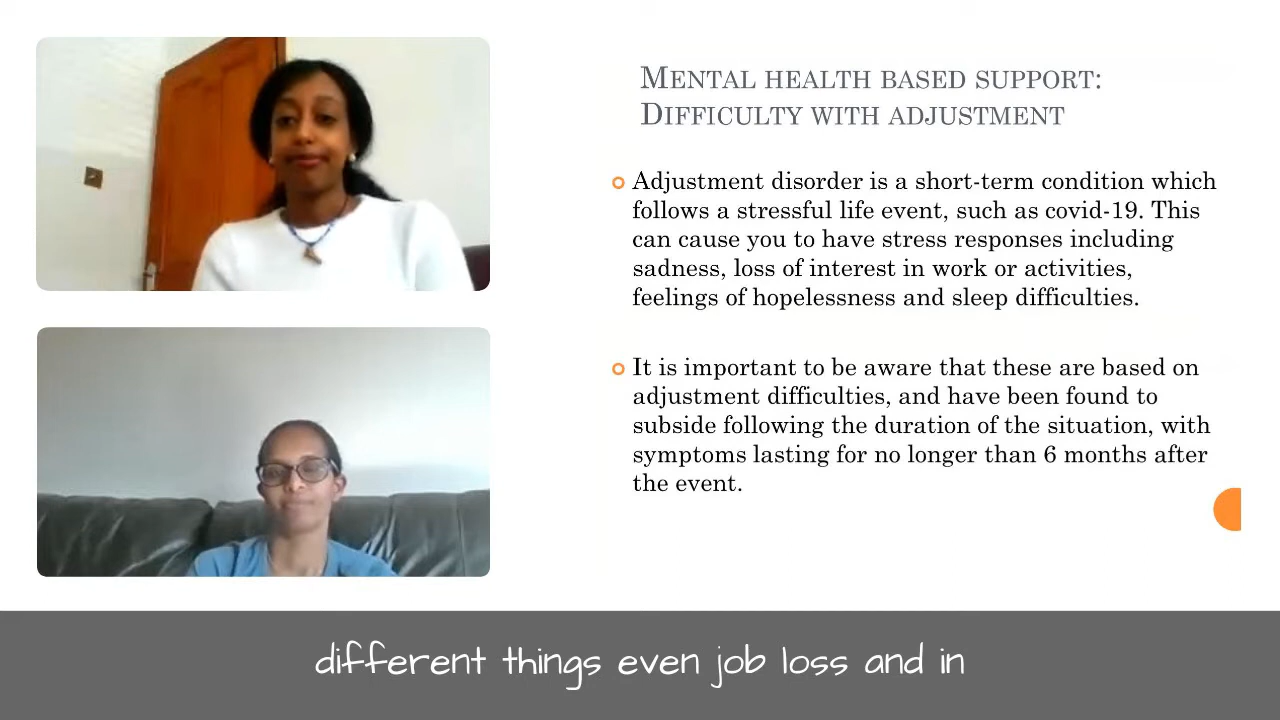 Mental health based support:
Difficulty with adjustment
Adjustment disorder is a short-term condition which
follows a stressful life event, such as covid-19. This
can cause you to have stress responses including
sadness, loss of interest in work or activities,
feelings of hopelessness and sleep difficulties.
It is important to be aware that these are based on
adjustment difficulties, and have been found to
subside following the duration of the situation, with
symptoms lasting for no longer than 6 months after
the event.
different things even job loss and in